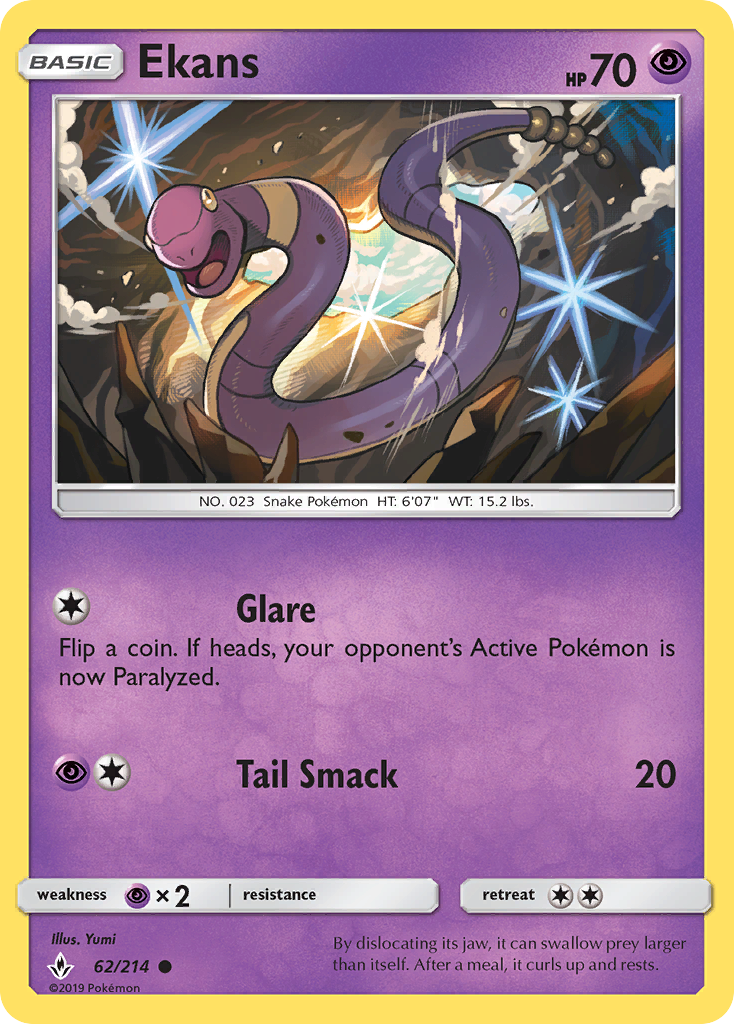 BASIC Ekans HP 70
NO. 023 Snake Pokémon HT: 6'07" WT: 15.2 lbs.
Glare
Flip a coin. If heads, your opponent's Active Pokémon is
now Paralyzed.
Tail Smack 20
weakness ×2 resistance retreat
Illus. Yumi
62/214
©2019 Pokémon
By dislocating its jaw, it can swallow prey larger
than itself. After a meal, it curls up and rests.